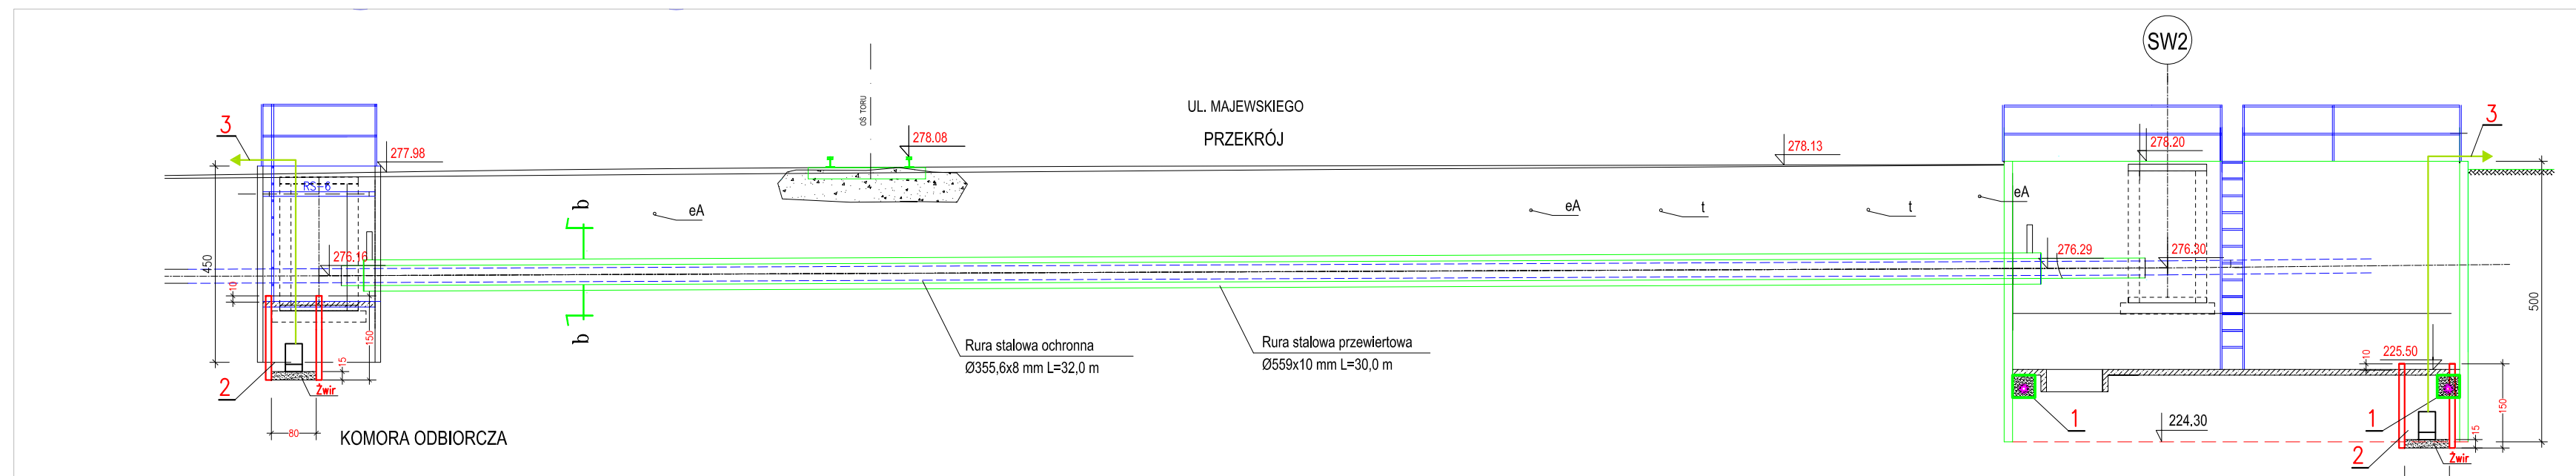 SW2
UL. MAJEWSKIEGO
PRZEKRÓJ
OŚ TORU
3
277.98
278.08
278.13
278.20
3
RS-6
b
eA
eA
t
t
eA
450
276.16
276.29
276.30
500
10
150
15
b
Rura stalowa ochronna
Ø355,6x8 mm L=32,0 m
Rura stalowa przewiertowa
Ø559x10 mm L=30,0 m
225.50
10
2
żwir
80
KOMORA ODBIORCZA
1
224.30
1
2
150
15
żwir